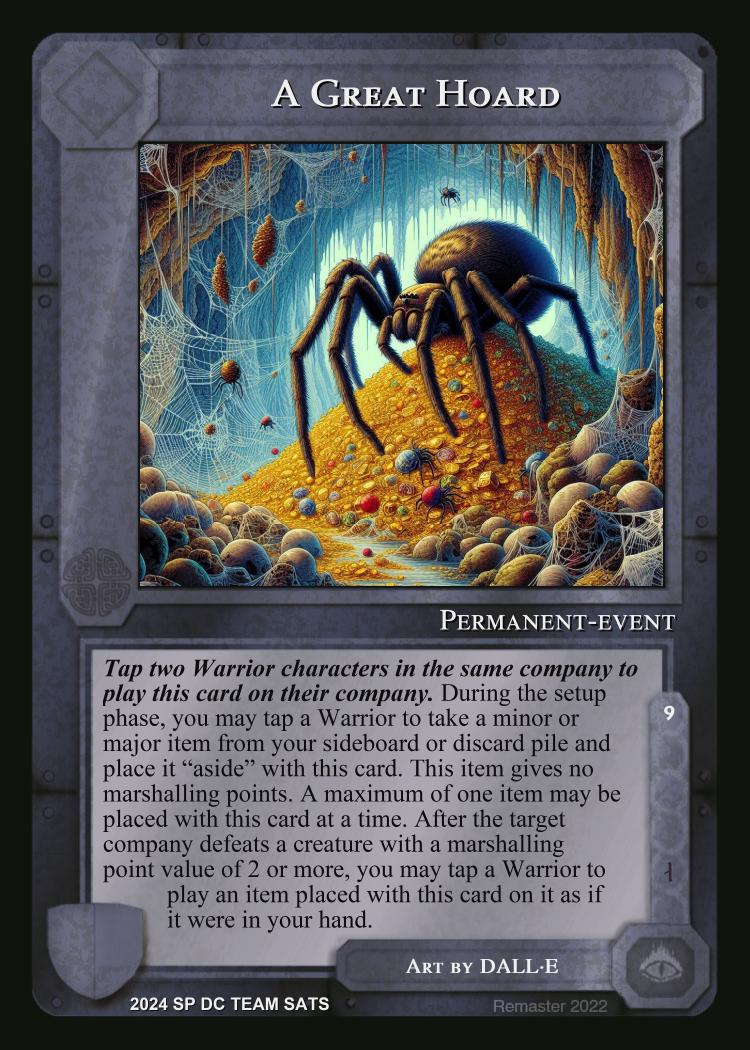 A Great Hoard
Permanent-event
Tap two Warrior characters in the same company to
play this card on their company. During the setup
phase, you may tap a Warrior to take a minor or
major item from your sideboard or discard pile and
place it “aside” with this card. This item gives no
marshalling points. A maximum of one item may be
placed with this card at a time. After the target
company defeats a creature with a marshalling
point value of 2 or more, you may tap a Warrior to
play an item placed with this card on it as if
it were in your hand.
9
Art by DALL·E
2024 SP DC TEAM SATS
Remaster 2022